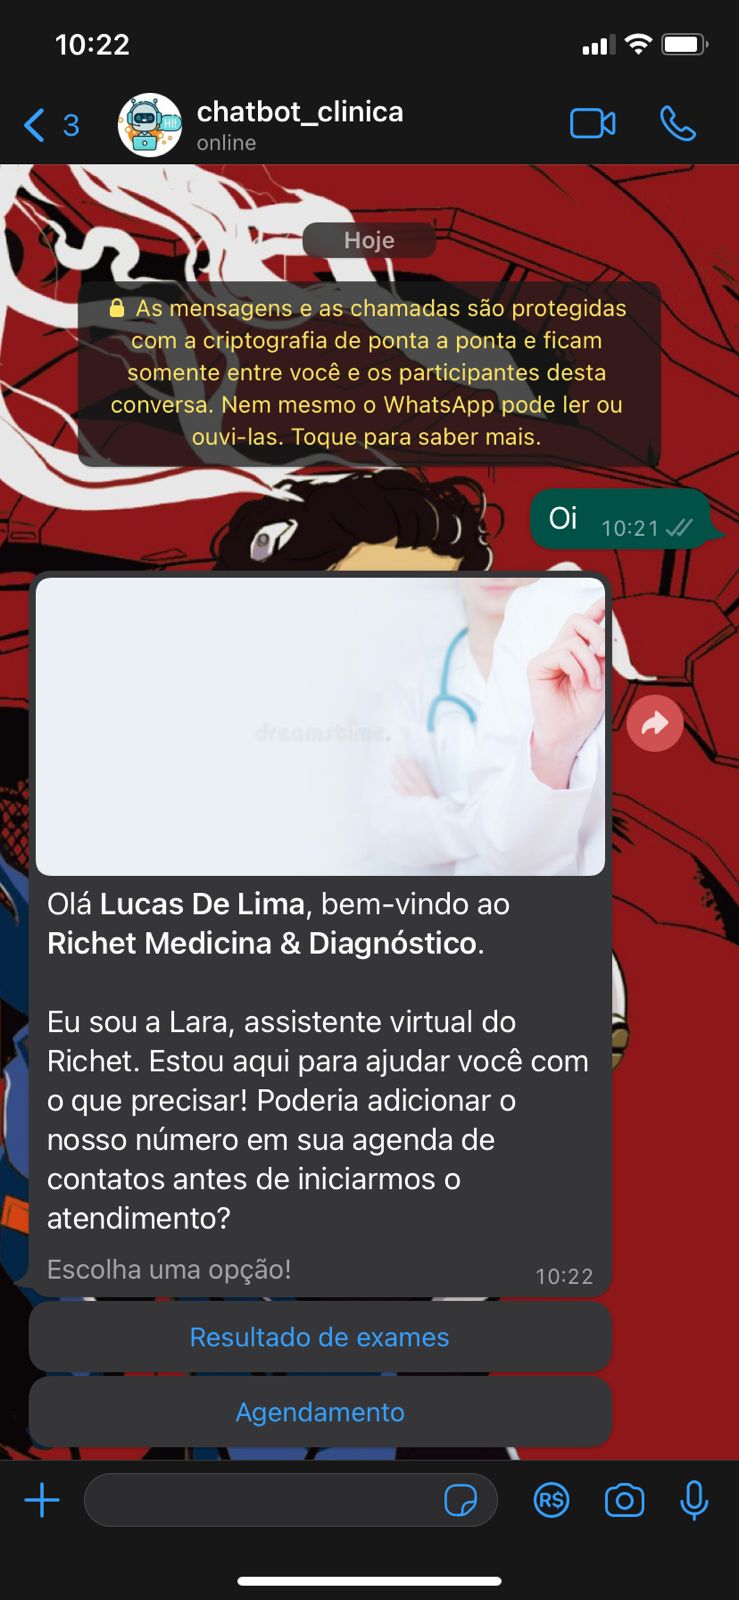 10:22
3
HI!
chatbot_clinica
online
Hoje
As mensagens e as chamadas são protegidas
com a criptografia de ponta a ponta e ficam
somente entre você e os participantes desta
conversa. Nem mesmo o WhatsApp pode ler ou
ouvi-las. Toque para saber mais.
Oi 10:21
dreamstime.
Olá Lucas De Lima, bem-vindo ao
Richet Medicina & Diagnóstico.
Eu sou a Lara, assistente virtual do
Richet. Estou aqui para ajudar você com
o que precisar! Poderia adicionar o
nosso número em sua agenda de
contatos antes de iniciarmos o
atendimento?
Escolha uma opção! 10:22
Resultado de exames
Agendamento
R$